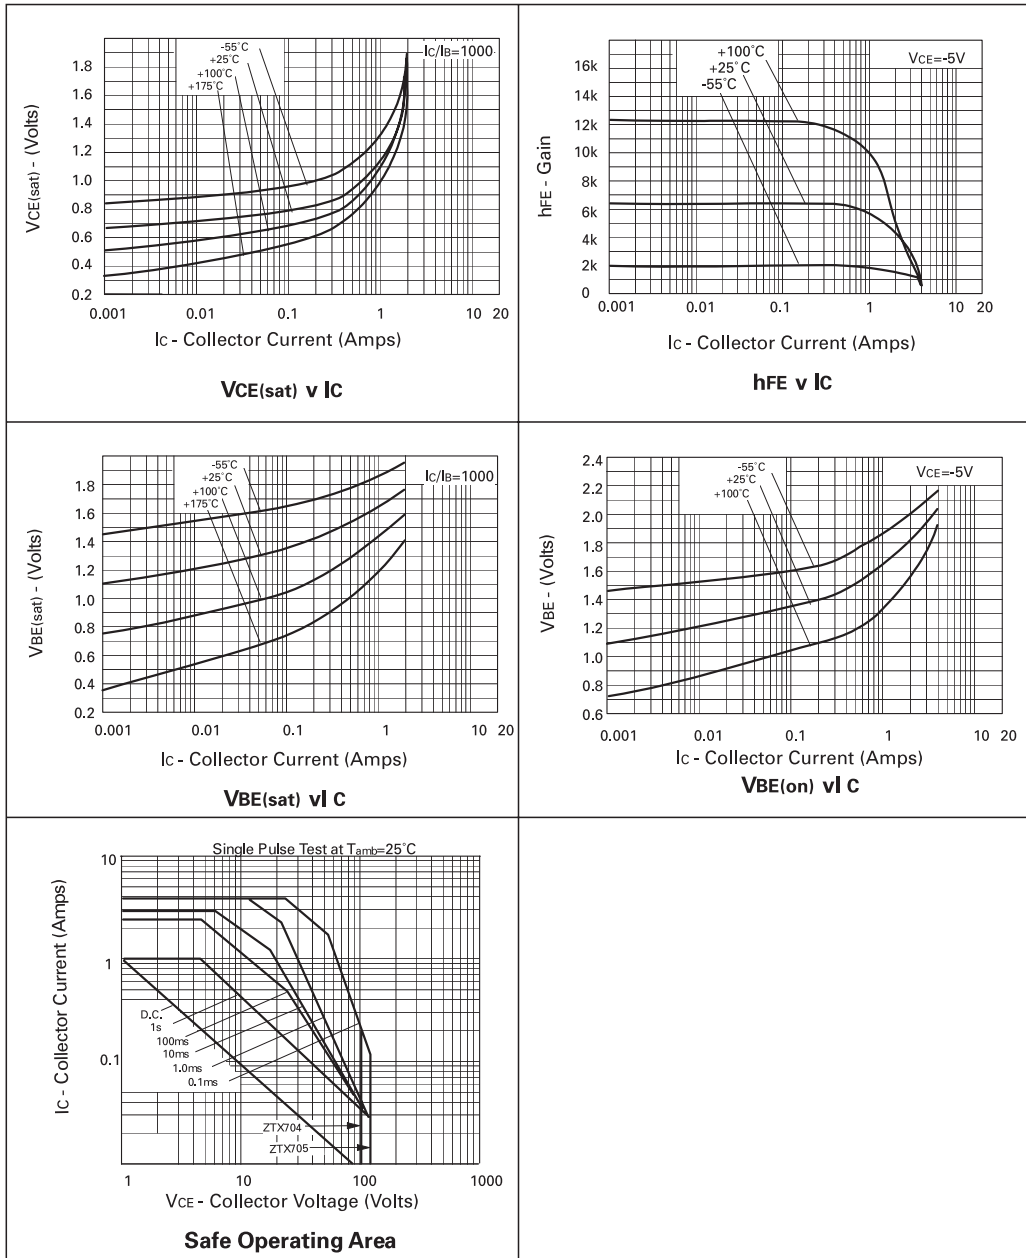 -55°C
+25°C
+100°C
+175°C
IC/IB=1000
1.8
1.6
1.4
1.2
1.0
0.8
0.6
0.4
0.2
VCE(sat) - (Volts)
0.001 0.01 0.1 1 10 20
IC - Collector Current (Amps)
VCE(sat) v IC
+100°C
+25°C
-55°C
VCE=-5V
16k
14k
12k
10k
8k
6k
4k
2k
0
hFE - Gain
0.001 0.01 0.1 1 10 20
IC - Collector Current (Amps)
hFE v IC
-55°C
+25°C
+100°C
+175°C
IC/IB=1000
1.8
1.6
1.4
1.2
1.0
0.8
0.6
0.4
0.2
VBE(sat) - (Volts)
0.001 0.01 0.1 1 10 20
IC - Collector Current (Amps)
VBE(sat) vI C
-55°C
+25°C
+100°C
VCE=-5V
2.4
2.2
2.0
1.8
1.6
1.4
1.2
1.0
0.8
0.6
VBE - (Volts)
0.001 0.01 0.1 1 10 20
IC - Collector Current (Amps)
VBE(on) vI C
Single Pulse Test at Tamb=25°C
10
1
0.1
IC - Collector Current (Amps)
D.C.
1s
100ms
10ms
1.0ms
0.1ms
ZTX704
ZTX705
1 10 100 1000
VCE - Collector Voltage (Volts)
Safe Operating Area